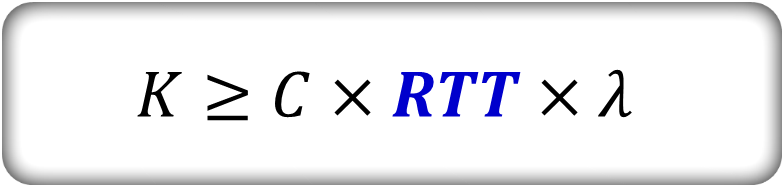 K ≥ C × RTT × λ